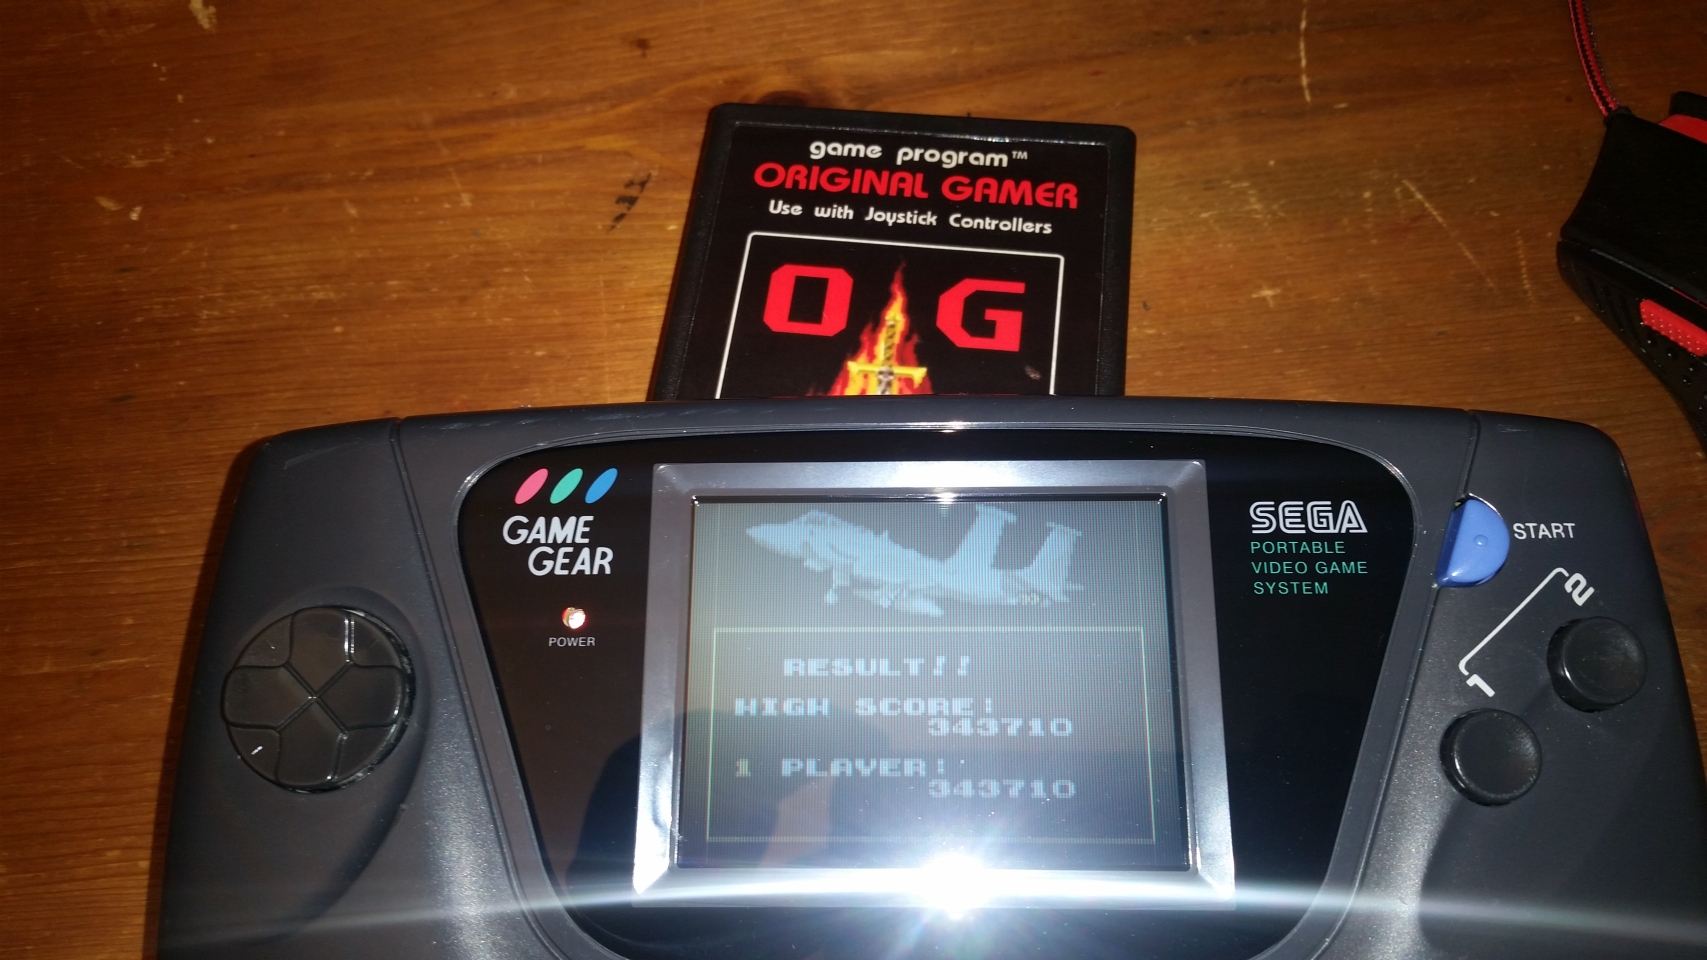 game program™
ORIGINAL GAMER
Use with Joystick Controllers
O G
GAME
GEAR
POWER
SEGA
PORTABLE
VIDEO GAME
SYSTEM
START
2
1
RESULT!!
HIGH SCORE:
343710
1 PLAYER:
343710